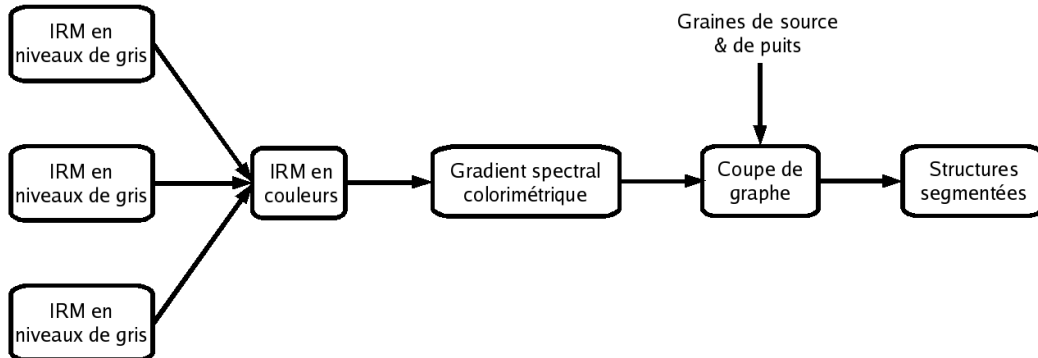 IRM en
niveaux de gris
Graines de source
& de puits
IRM en
niveaux de gris
IRM en
couleurs
Gradient spectral
colorimétrique
Coupe de
graphe
Structures
segmentées
IRM en
niveaux de gris